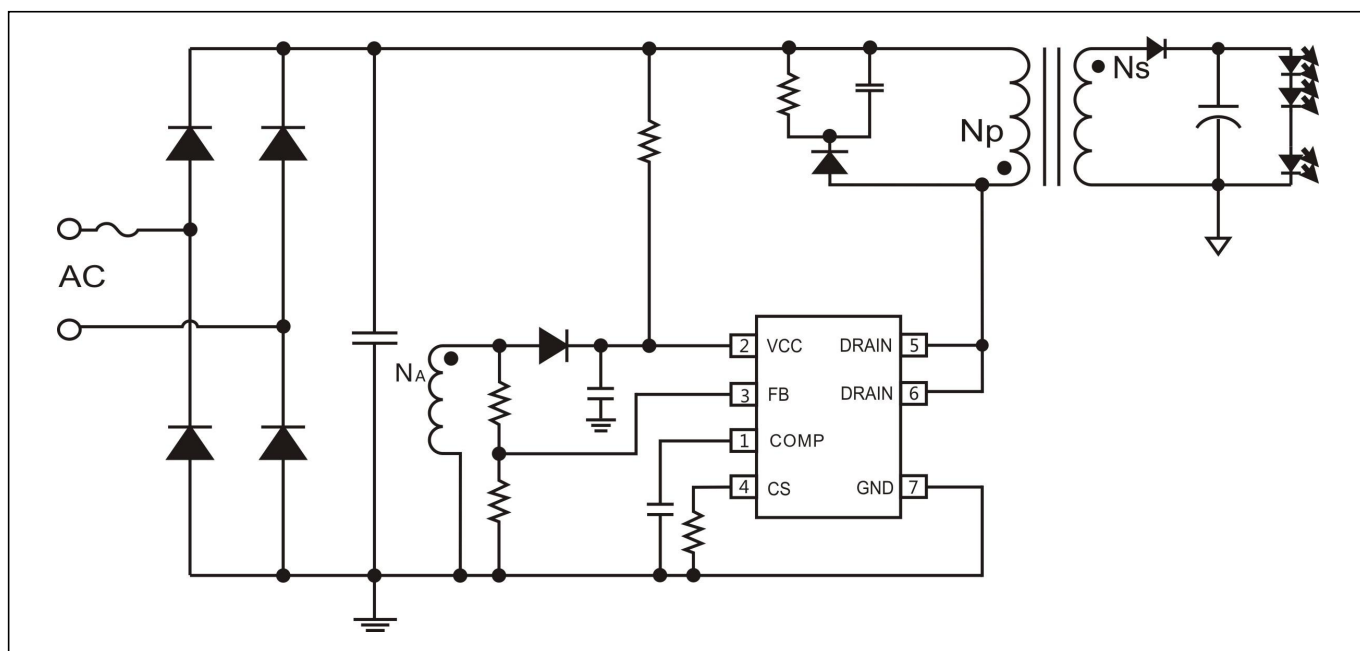 Ns
Np
AC
NA
2 VCC DRAIN 5
3 FB DRAIN 6
1 COMP
4 CS GND 7